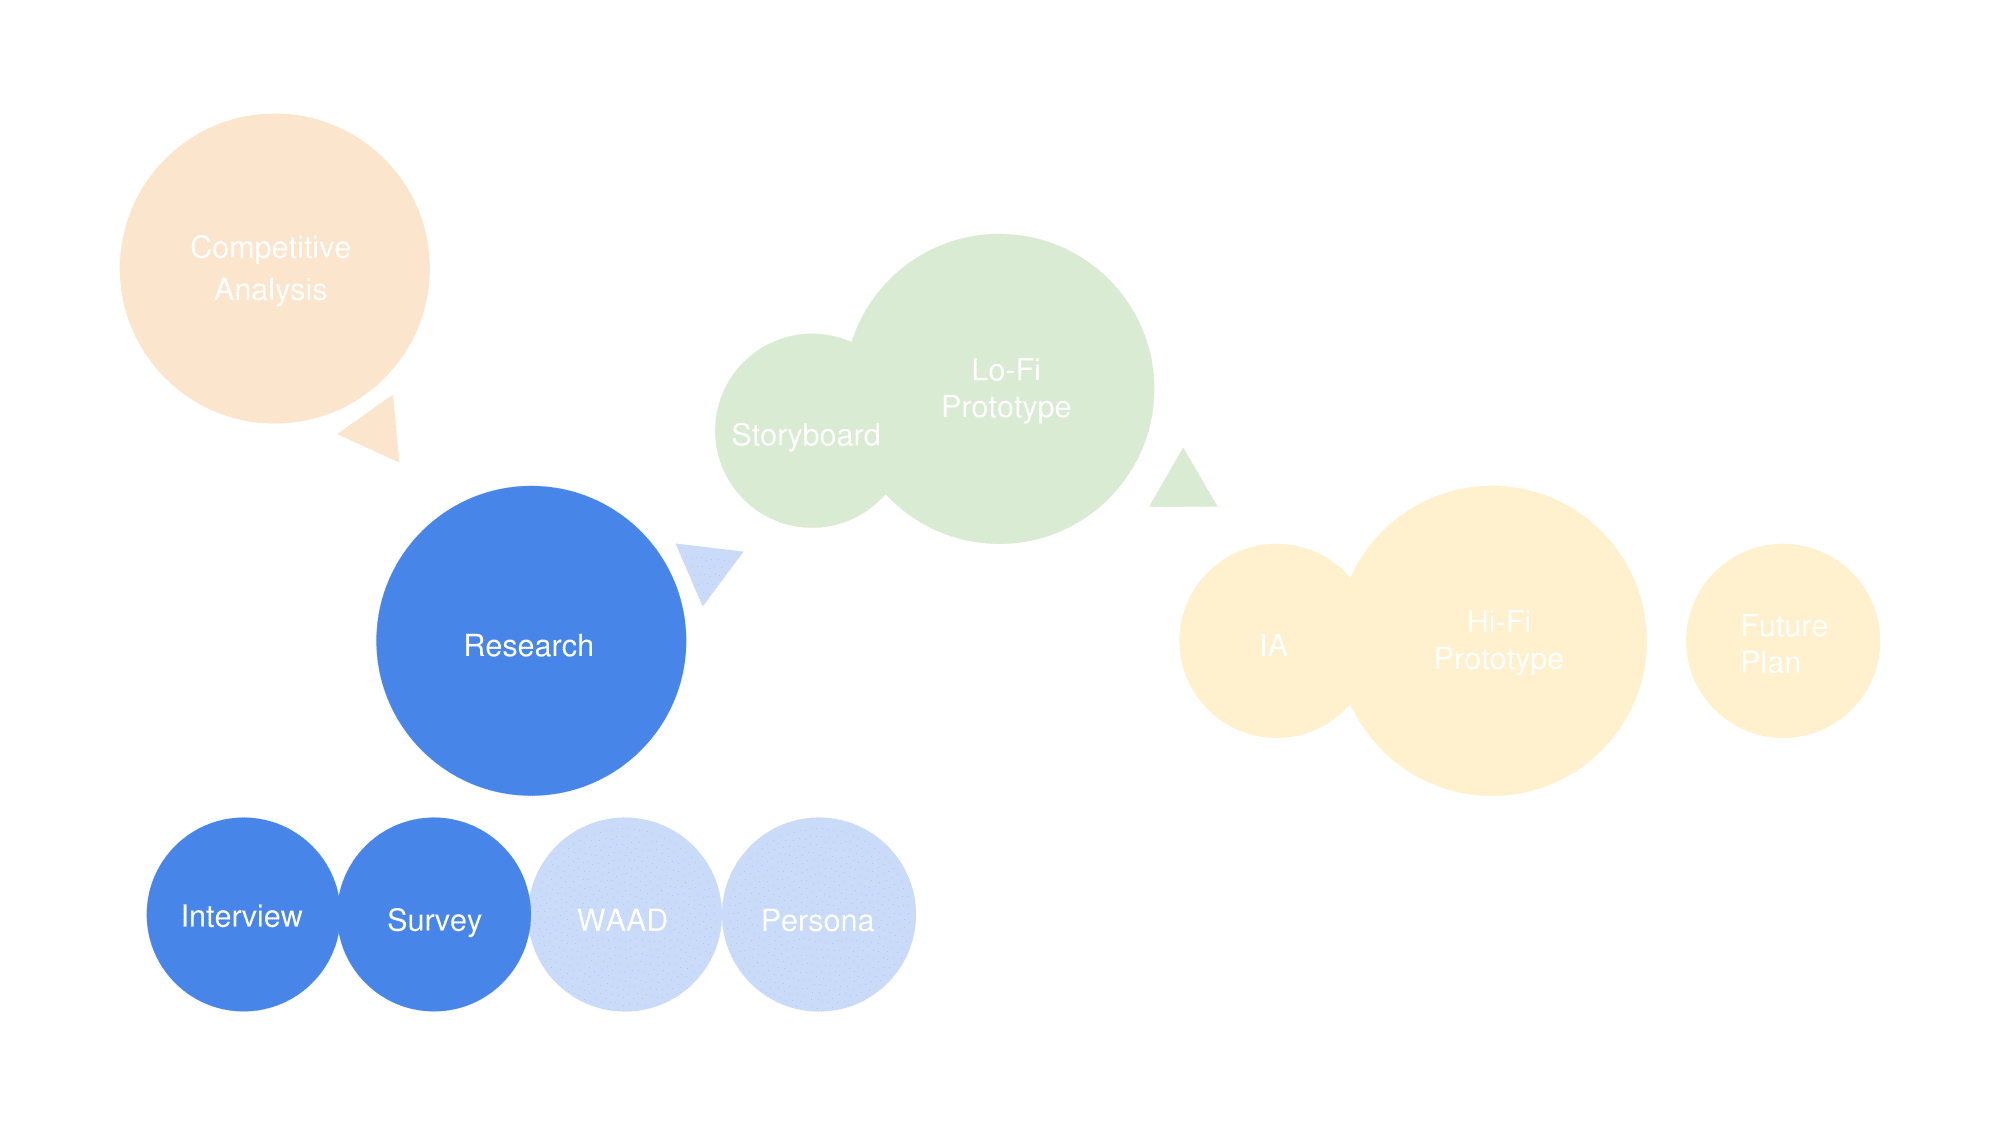 Competitive
Analysis
Lo-Fi
Prototype
Storyboard
Research
IA
Hi-Fi
Prototype
Future
Plan
Interview
Survey
WAAD
Persona